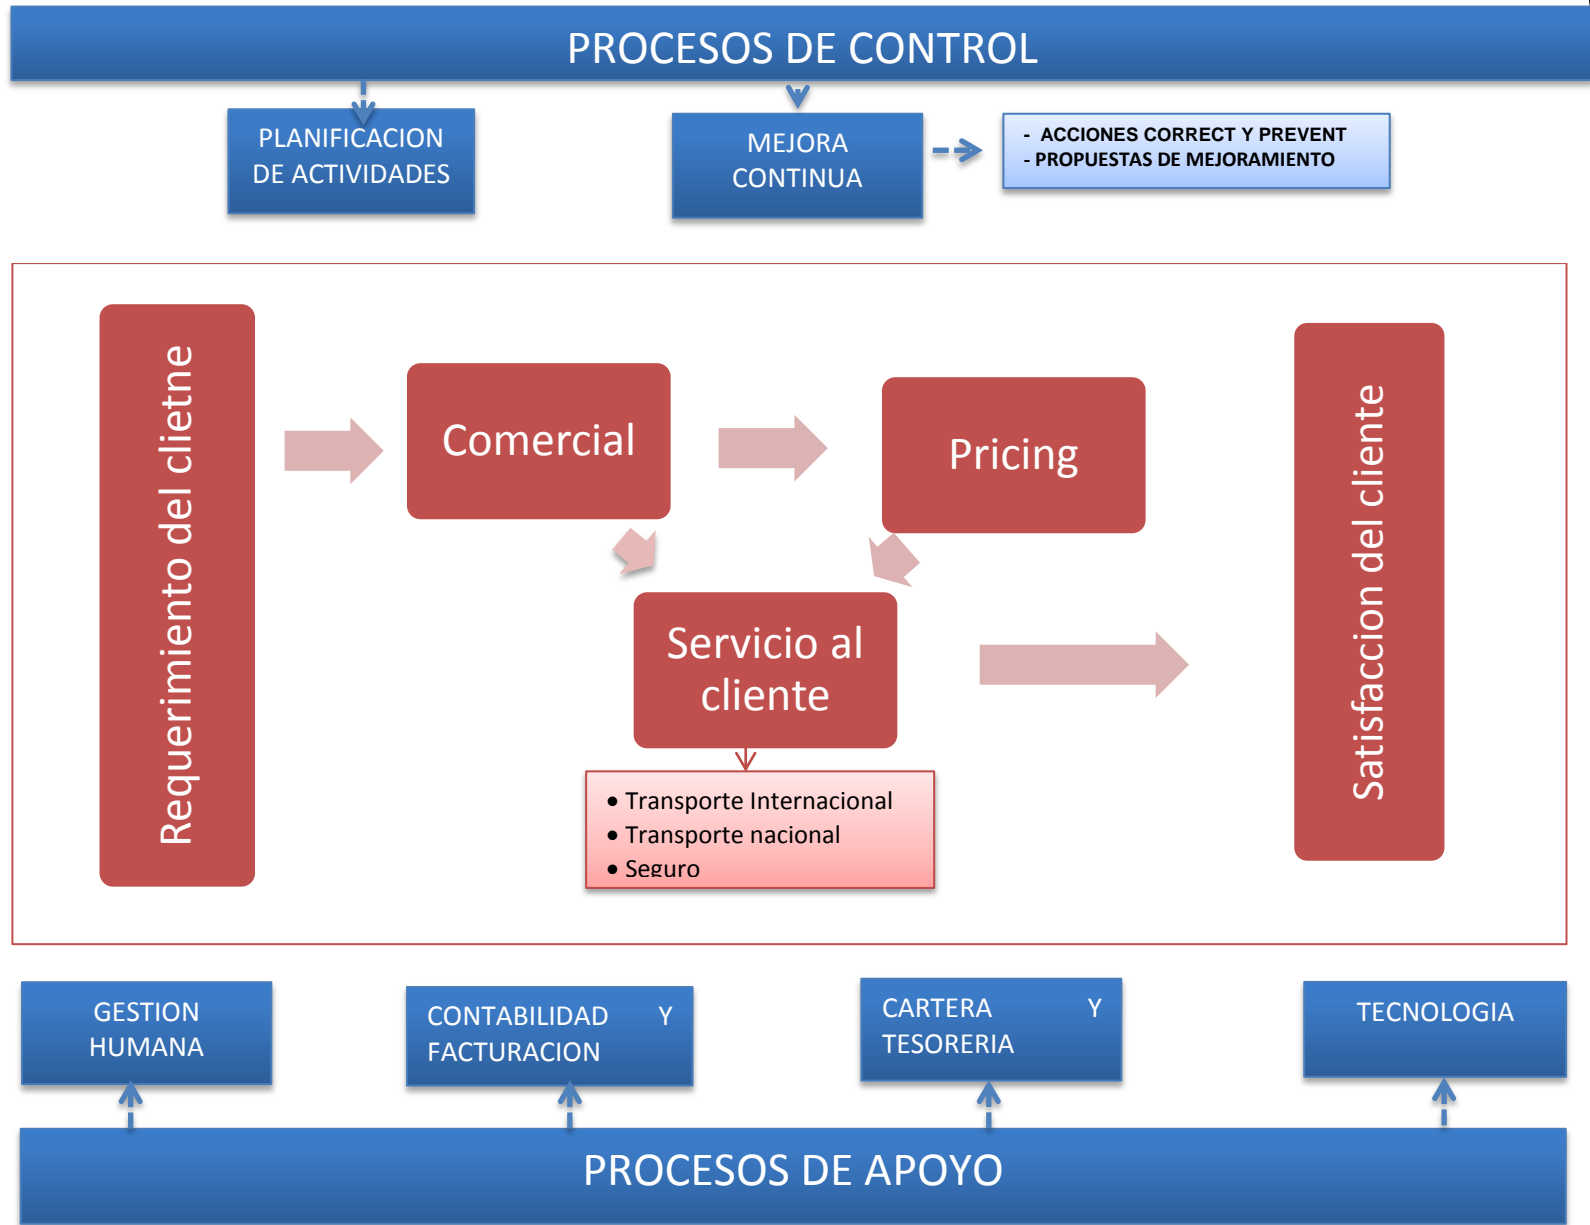 PROCESOS DE CONTROL
PLANIFICACION
DE ACTIVIDADES
MEJORA
CONTINUA
- ACCIONES CORRECT Y PREVENT
- PROPUESTAS DE MEJORAMIENTO
Requerimiento del clietne
Comercial
Pricing
Servicio al
cliente
• Transporte Internacional
• Transporte nacional
• Seguro
Satisfaccion del cliente
GESTION
HUMANA
CONTABILIDAD Y
FACTURACION
CARTERA Y
TESORERIA
TECNOLOGIA
PROCESOS DE APOYO